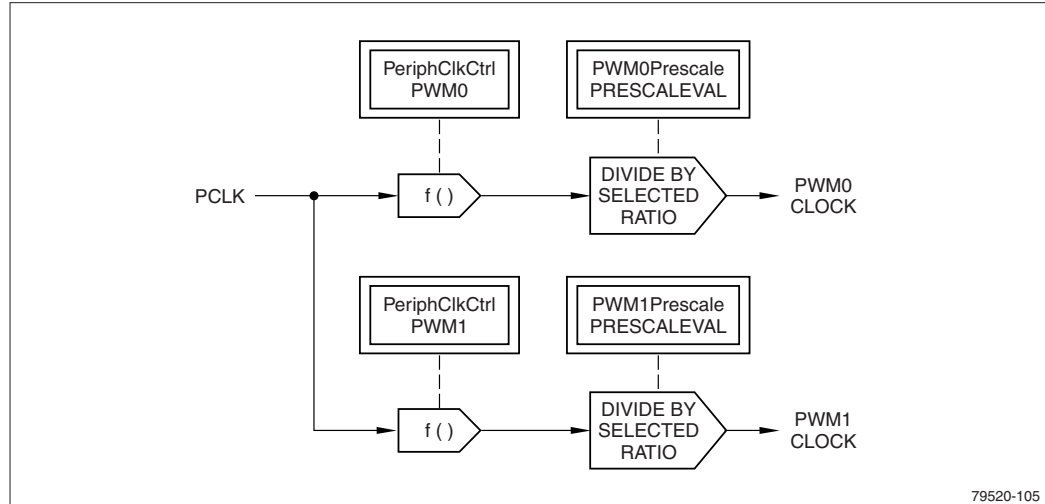 PeriphClkCtrl
PWM0
PWM0Prescale
PRESCALEVAL
PCLK
f ( )
DIVIDE BY
SELECTED
RATIO
PWM0
CLOCK
PeriphClkCtrl
PWM1
PWM1Prescale
PRESCALEVAL
f ( )
DIVIDE BY
SELECTED
RATIO
PWM1
CLOCK
79520-105